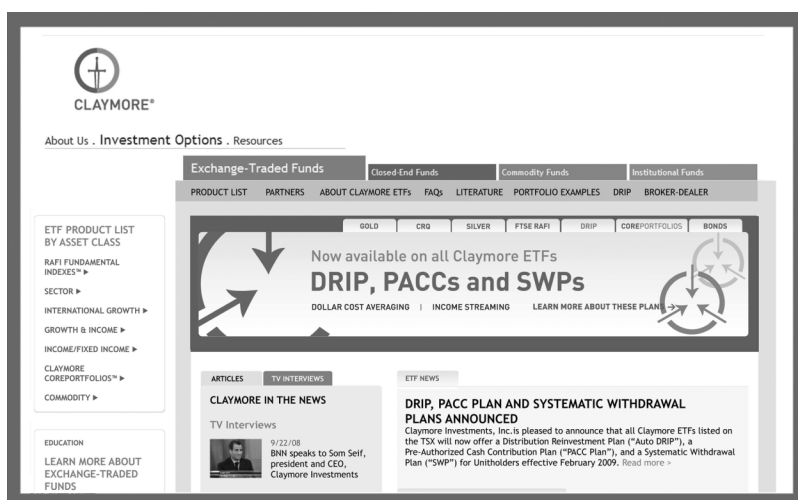 CLAYMORE®
About Us . Investment Options . Resources
Exchange-Traded Funds Closed-End Funds Commodity Funds Institutional Funds
PRODUCT LIST PARTNERS ABOUT CLAYMORE ETFs FAQs LITERATURE PORTFOLIO EXAMPLES DRIP BROKER-DEALER
ETF PRODUCT LIST
BY ASSET CLASS
RAFI FUNDAMENTAL
INDEXES™ ▶
SECTOR ▶
INTERNATIONAL GROWTH ▶
GROWTH & INCOME ▶
INCOME/FIXED INCOME ▶
CLAYMORE
COREPORTFOLIOS™ ▶
COMMODITY ▶
EDUCATION
LEARN MORE ABOUT
EXCHANGE-TRADED
FUNDS
GOLD CRQ SILVER FTSE RAFI DRIP COREPORTFOLIOS BONDS
Now available on all Claymore ETFs
DRIP, PACCs and SWPs
DOLLAR COST AVERAGING | INCOME STREAMING LEARN MORE ABOUT THESE PLANS
ARTICLES TV INTERVIEWS
CLAYMORE IN THE NEWS
TV Interviews
9/22/08
BNN speaks to Som Seif,
president and CEO,
Claymore Investments
ETF NEWS
DRIP, PACC PLAN AND SYSTEMATIC WITHDRAWAL
PLANS ANNOUNCED
Claymore Investments, Inc.is pleased to announce that all Claymore ETFs listed on
the TSX will now offer a Distribution Reinvestment Plan (“Auto DRIP”), a
Pre-Authorized Cash Contribution Plan (“PACC Plan”), and a Systematic Withdrawal
Plan (“SWP”) for Unitholders effective February 2009. Read more >